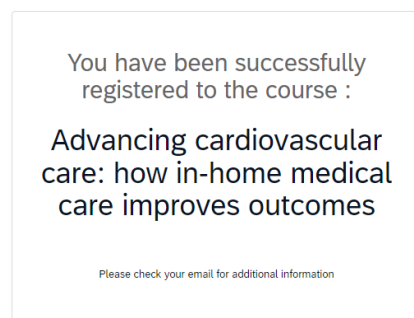 You have been successfully
registered to the course :
Advancing cardiovascular
care: how in-home medical
care improves outcomes
Please check your email for additional information